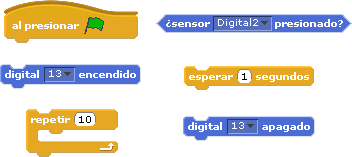 al presionar
¿sensor Digital2 presionado?
digital 13 encendido
esperar 1 segundos
repetir 10
digital 13 apagado